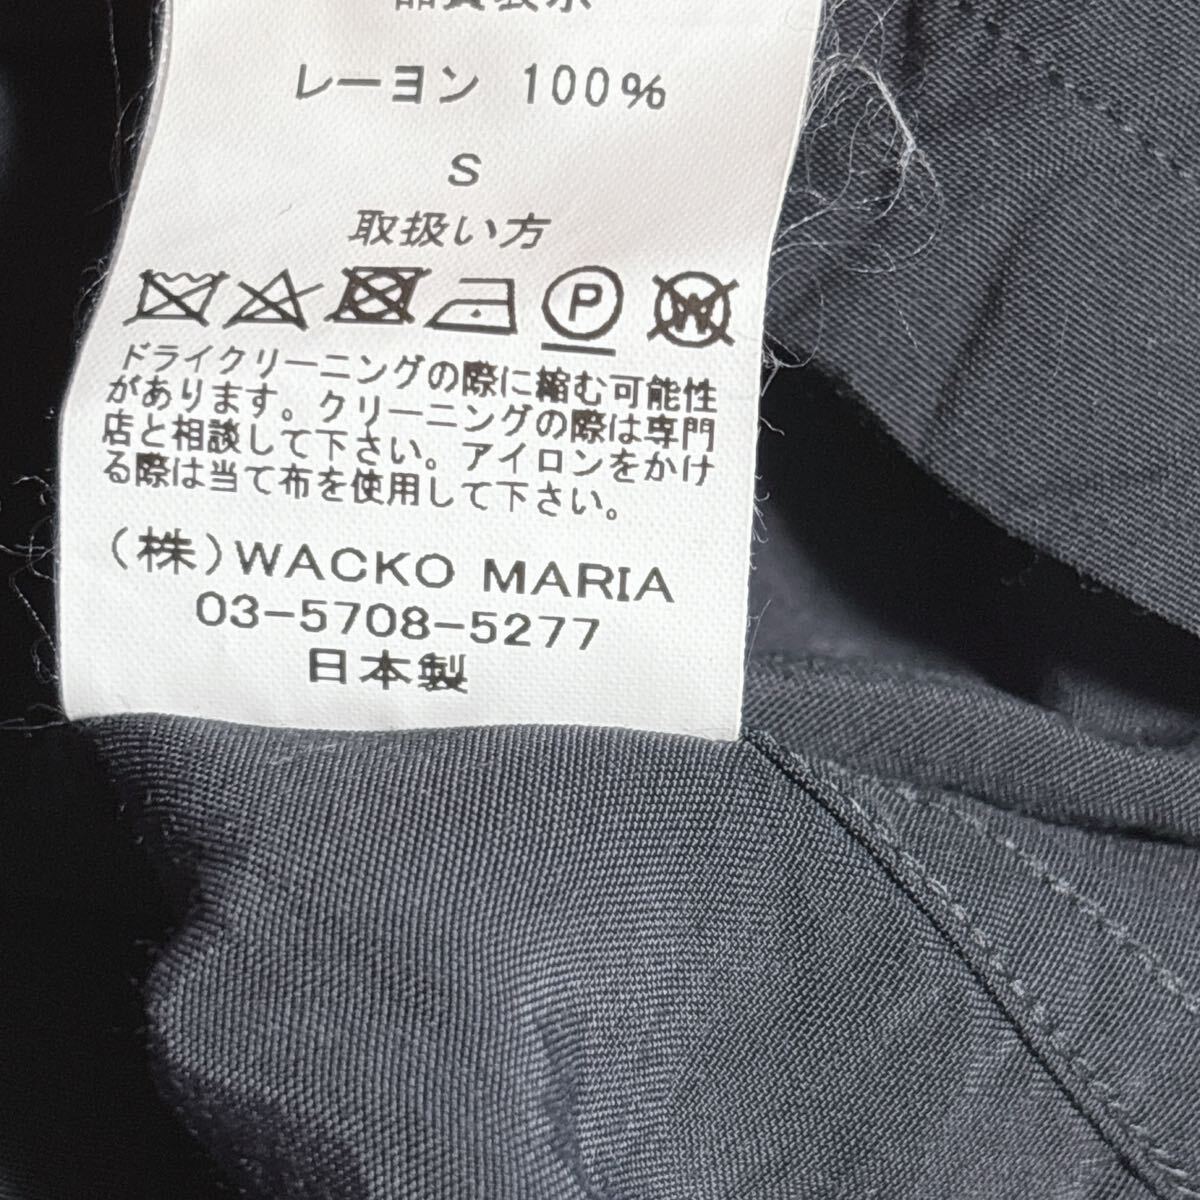 品質表示
レーヨン 100%
S
取扱い方
P W
ドライクリーニングの際に縮む可能性
があります。クリーニングの際は専門
店と相談して下さい。アイロンをかけ
る際は当て布を使用して下さい。
(株)WACKO MARIA
03-5708-5277
日本製